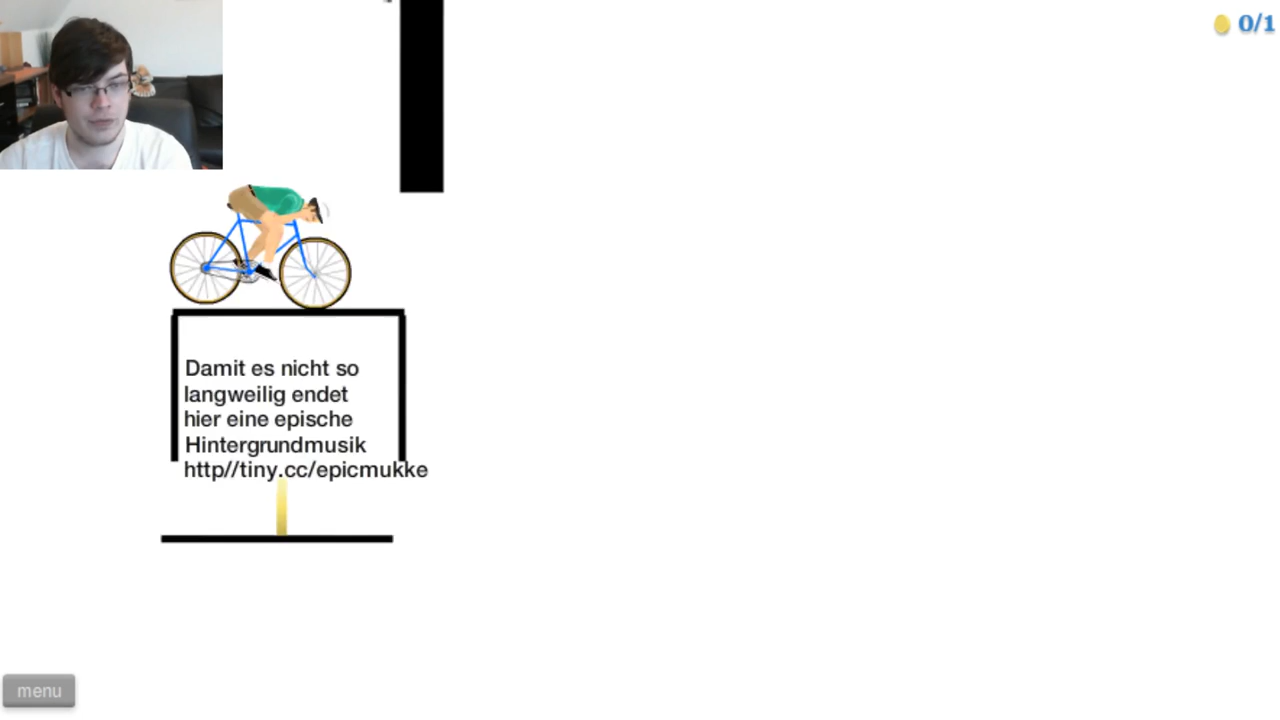 0/1
Damit es nicht so
langweilig endet
hier eine epische
Hintergrundmusik
http//tiny.cc/epicmukke
menu